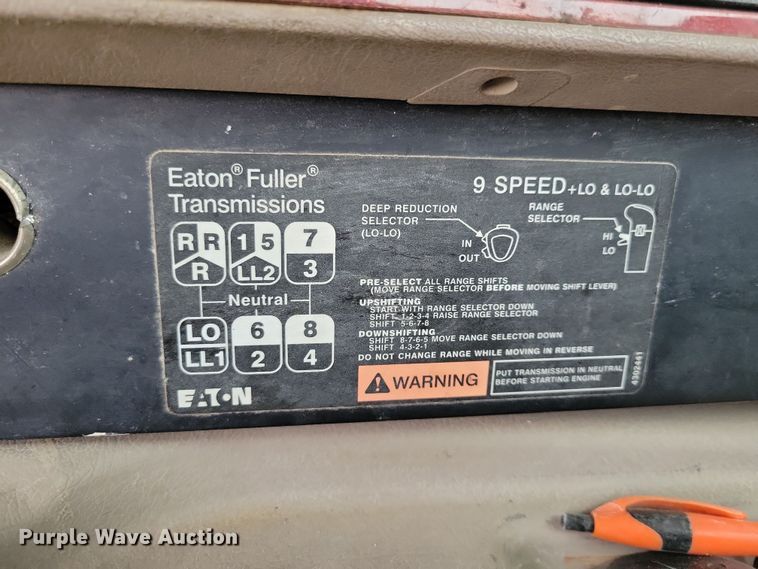 Eaton® Fuller®
Transmissions
9 SPEED +LO & LO-LO
DEEP REDUCTION
SELECTOR
(LO-LO)
IN
OUT
RANGE
SELECTOR
HI
LO
R R R
1 5 LL2
7 3
Neutral
LO LL1
6 2
8 4
PRE-SELECT ALL RANGE SHIFTS
(MOVE RANGE SELECTOR BEFORE MOVING SHIFT LEVER)
UPSHIFTING
START WITH RANGE SELECTOR DOWN
SHIFT 1-2-3-4 RAISE RANGE SELECTOR
SHIFT 5-6-7-8
DOWNSHIFTING
SHIFT 8-7-6-5 MOVE RANGE SELECTOR DOWN
SHIFT 4-3-2-1
DO NOT CHANGE RANGE WHILE MOVING IN REVERSE
WARNING
PUT TRANSMISSION IN NEUTRAL
BEFORE STARTING ENGINE
4302441
EATON
Purple Wave Auction